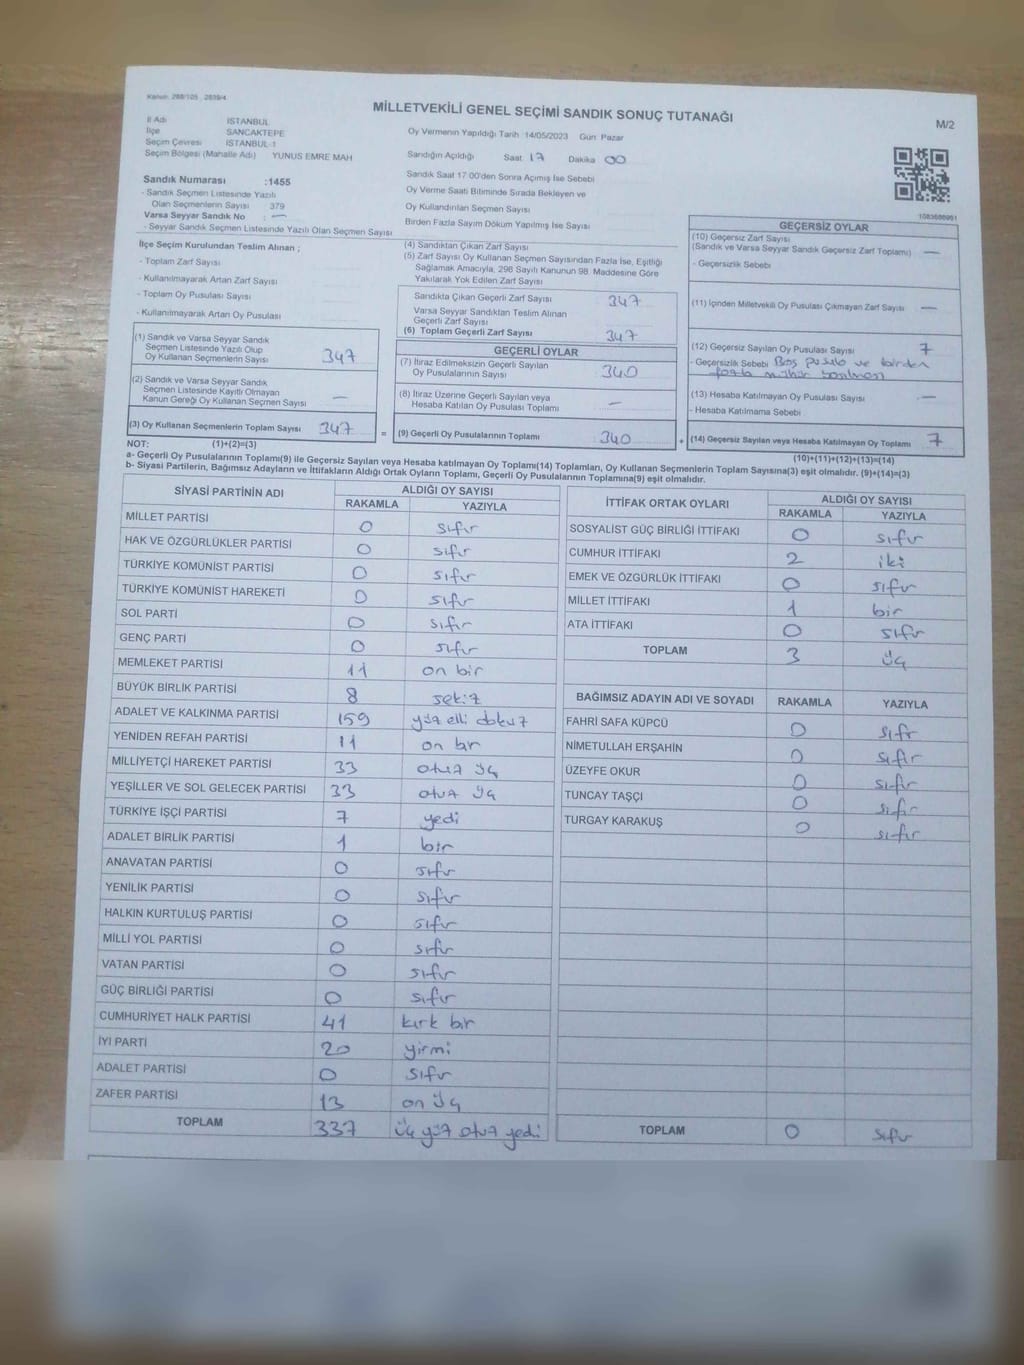 Kanun: 298/105 , 2839/4
MİLLETVEKİLİ GENEL SEÇİMİ SANDIK SONUÇ TUTANAĞI
M/2
İl Adı İSTANBUL
İlçe SANCAKTEPE
Seçim Çevresi İSTANBUL-1
Seçim Bölgesi (Mahalle Adı) YUNUS EMRE MAH
Oy Vermenin Yapıldığı Tarih 14/05/2023 Gün Pazar
Sandığın Açıldığı Saat 17 Dakika 00
Sandık Saat 17 00'den Sonra Açımış İse Sebebi
Oy Verme Saati Bitiminde Sırada Bekleyen ve
Oy Kullandırılan Seçmen Sayısı
Birden Fazla Sayım Döküm Yapılmış İse Sayısı
Sandık Numarası :1455
- Sandık Seçmen Listesinde Yazılı
Olan Seçmenlerin Sayısı 379
Varsa Seyyar Sandık No : —
- Seyyar Sandık Seçmen Listesinde Yazılı Olan Seçmen Sayısı
İlçe Seçim Kurulundan Teslim Alınan ;
- Toplam Zarf Sayısı
- Kullanılmayarak Artan Zarf Sayısı
- Toplam Oy Pusulası Sayısı
- Kullanılmayarak Artan Oy Pusulası
(1) Sandık ve Varsa Seyyar Sandık
Seçmen Listesinde Yazılı Olup
Oy Kullanan Seçmenlerin Sayısı 347
(2) Sandık ve Varsa Seyyar Sandık
Seçmen Listesinde Kayıtlı Olmayan
Kanun Gereği Oy Kullanan Seçmen Sayısı —
(3) Oy Kullanan Seçmenlerin Toplam Sayısı 347 =
(4) Sandıktan Çıkan Zarf Sayısı
(5) Zarf Sayısı Oy Kullanan Seçmen Sayısından Fazla İse, Eşitliği
Sağlamak Amacıyla, 298 Sayılı Kanunun 98. Maddesine Göre
Yakılarak Yok Edilen Zarf Sayısı
Sandıkta Çıkan Geçerli Zarf Sayısı 347
Varsa Seyyar Sandıktan Teslim Alınan
Geçerli Zarf Sayısı
(6) Toplam Geçerli Zarf Sayısı 347
GEÇERLİ OYLAR
(7) İtiraz Edilmeksizin Geçerli Sayılan
Oy Pusulalarının Sayısı 340
(8) İtiraz Üzerine Geçerli Sayılan veya
Hesaba Katılan Oy Pusulası Toplamı —
(9) Geçerli Oy Pusulalarının Toplamı 340 +
1083686961
GEÇERSİZ OYLAR
(10) Geçersiz Zarf Sayısı
(Sandık ve Varsa Seyyar Sandık Geçersiz Zarf Toplamı) —
- Geçersizlik Sebebi
(11) İçinden Milletvekili Oy Pusulası Çıkmayan Zarf Sayısı —
(12) Geçersiz Sayılan Oy Pusulası Sayısı 7
- Geçersizlik Sebebi Boş pusula ve birden
fazla mühür basılması
(13) Hesaba Katılmayan Oy Pusulası Sayısı —
- Hesaba Katılmama Sebebi
(14) Geçersiz Sayılan veya Hesaba Katılmayan Oy Toplamı 7
NOT: (1)+(2)=(3)
(10)+(11)+(12)+(13)=(14)
a- Geçerli Oy Pusulalarının Toplamı(9) ile Geçersiz Sayılan veya Hesaba katılmayan Oy Toplamı(14) Toplamları, Oy Kullanan Seçmenlerin Toplam Sayısına(3) eşit olmalıdır. (9)+(14)=(3)
b- Siyasi Partilerin, Bağımsız Adayların ve İttifakların Aldığı Ortak Oyların Toplamı, Geçerli Oy Pusulalarının Toplamına(9) eşit olmalıdır.
SİYASİ PARTİNİN ADI ALDIĞI OY SAYISI
RAKAMLA YAZIYLA
MİLLET PARTİSİ 0 sıfır
HAK VE ÖZGÜRLÜKLER PARTİSİ 0 sıfır
TÜRKİYE KOMÜNİST PARTİSİ 0 sıfır
TÜRKİYE KOMÜNİST HAREKETİ 0 sıfır
SOL PARTİ 0 sıfır
GENÇ PARTİ 0 sıfır
MEMLEKET PARTİSİ 11 on bir
BÜYÜK BİRLİK PARTİSİ 8 sekiz
ADALET VE KALKINMA PARTİSİ 159 yüz elli dokuz
YENİDEN REFAH PARTİSİ 11 on bir
MİLLİYETÇİ HAREKET PARTİSİ 33 otuz üç
YEŞİLLER VE SOL GELECEK PARTİSİ 33 otuz üç
TÜRKİYE İŞÇİ PARTİSİ 7 yedi
ADALET BİRLİK PARTİSİ 1 bir
ANAVATAN PARTİSİ 0 sıfır
YENİLİK PARTİSİ 0 sıfır
HALKIN KURTULUŞ PARTİSİ 0 sıfır
MİLLİ YOL PARTİSİ 0 sıfır
VATAN PARTİSİ 0 sıfır
GÜÇ BİRLİĞİ PARTİSİ 0 sıfır
CUMHURİYET HALK PARTİSİ 41 kırk bir
İYİ PARTİ 20 yirmi
ADALET PARTİSİ 0 sıfır
ZAFER PARTİSİ 13 on üç
TOPLAM 337 üç yüz otuz yedi
İTTİFAK ORTAK OYLARI ALDIĞI OY SAYISI
RAKAMLA YAZIYLA
SOSYALİST GÜÇ BİRLİĞİ İTTİFAKI 0 sıfır
CUMHUR İTTİFAKI 2 iki
EMEK VE ÖZGÜRLÜK İTTİFAKI 0 sıfır
MİLLET İTTİFAKI 1 bir
ATA İTTİFAKI 0 sıfır
TOPLAM 3 üç
BAĞIMSIZ ADAYIN ADI VE SOYADI RAKAMLA YAZIYLA
FAHRİ SAFA KÜPCÜ 0 sıfır
NİMETULLAH ERŞAHİN 0 sıfır
ÜZEYFE OKUR 0 sıfır
TUNCAY TAŞÇI 0 sıfır
TURGAY KARAKUŞ 0 sıfır
TOPLAM 0 sıfır